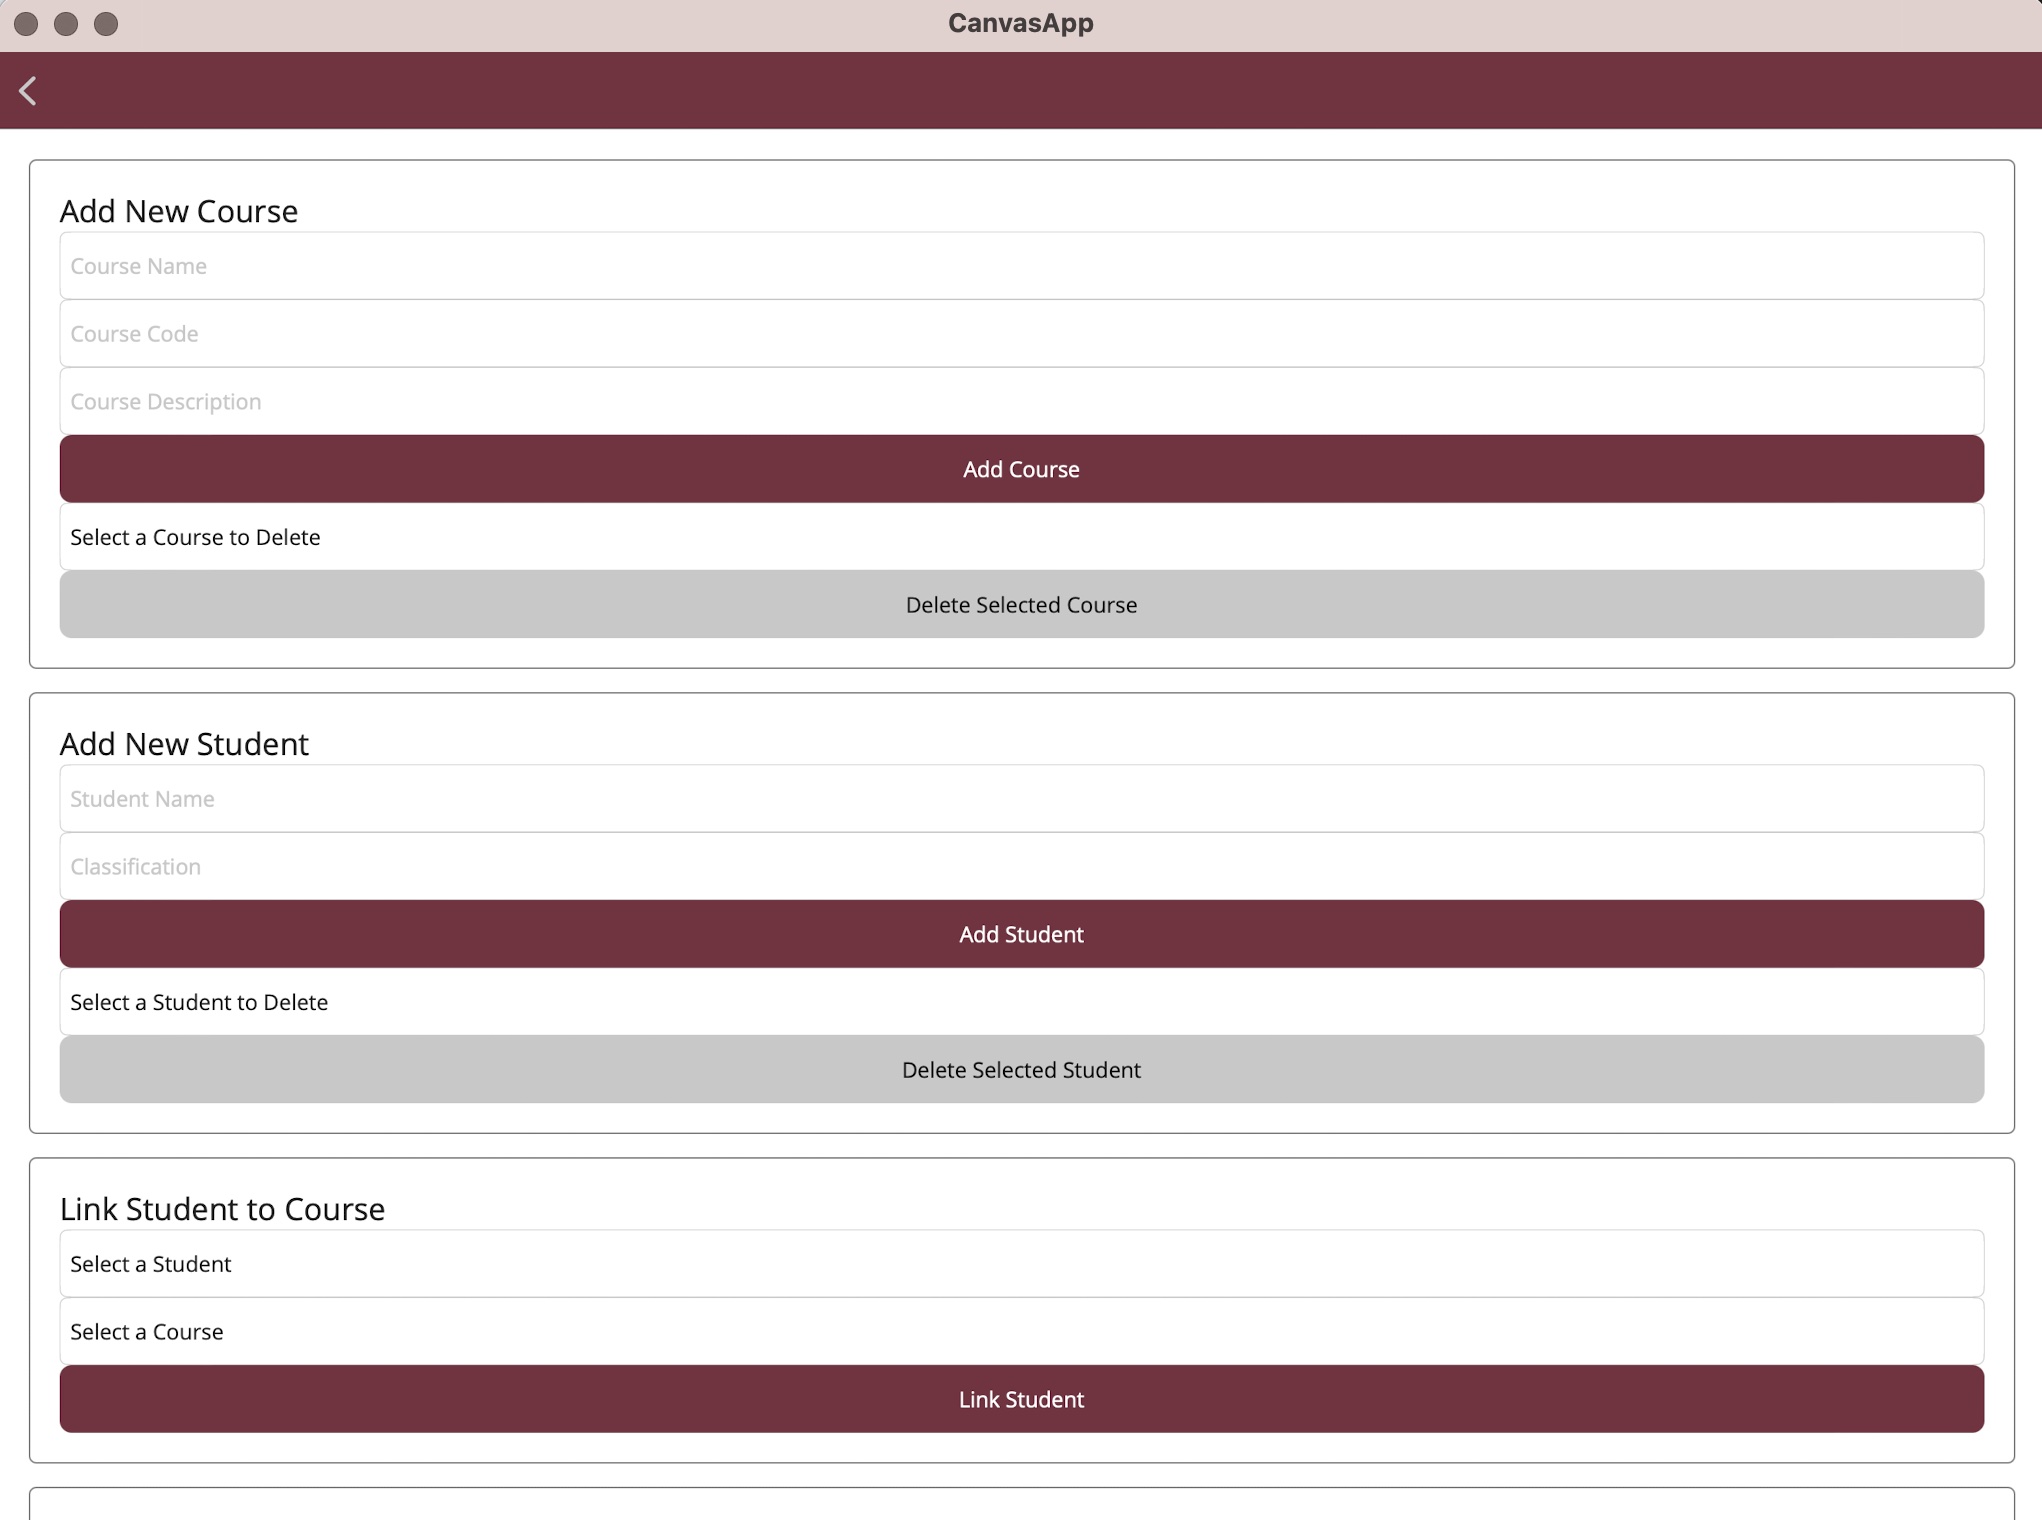 CanvasApp
Add New Course
Course Name
Course Code
Course Description
Add Course
Select a Course to Delete
Delete Selected Course
Add New Student
Student Name
Classification
Add Student
Select a Student to Delete
Delete Selected Student
Link Student to Course
Select a Student
Select a Course
Link Student